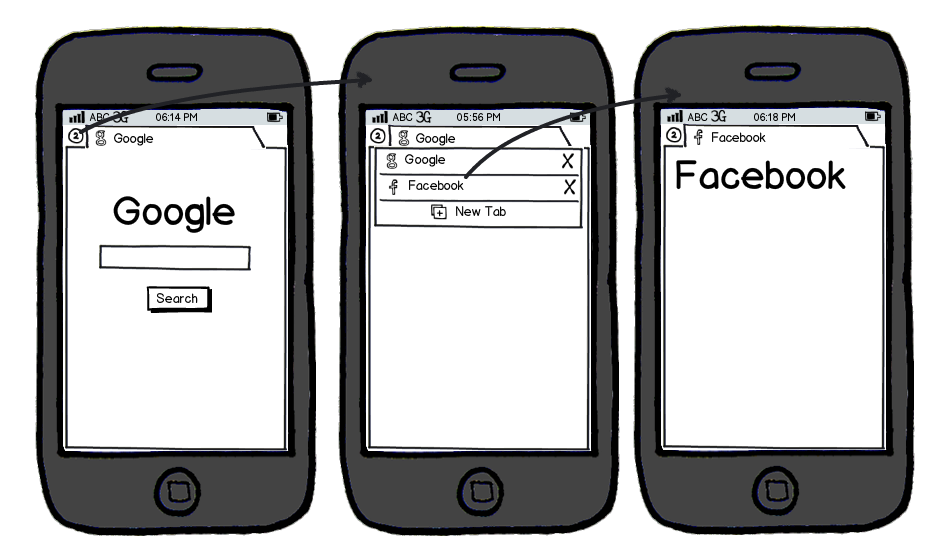 ABC 3G 06:14 PM
2 Google
Google
Search
ABC 3G 05:56 PM
2 Google
Google X
Facebook X
New Tab
ABC 3G 06:18 PM
2 Facebook
Facebook